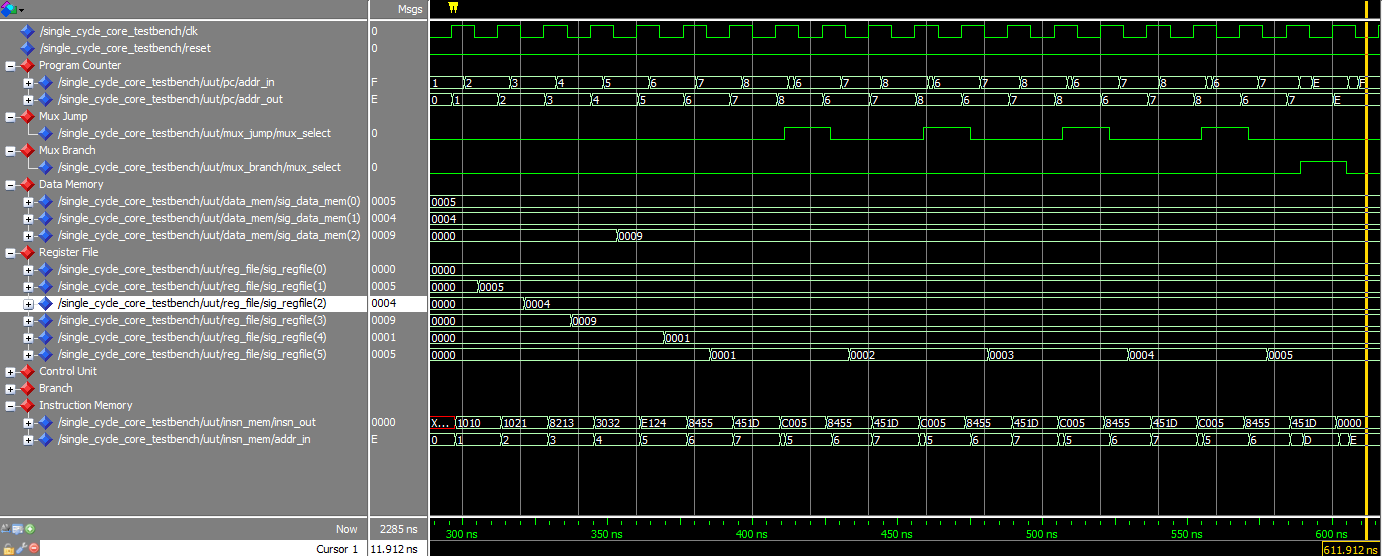 Msgs
/single_cycle_core_testbench/clk 0
/single_cycle_core_testbench/reset 0
Program Counter
/single_cycle_core_testbench/uut/pc/addr_in F 1 2 3 4 5 6 7 8 6 7 8 6 7 8 6 7 8 6 7 E F
/single_cycle_core_testbench/uut/pc/addr_out E 0 1 2 3 4 5 6 7 8 6 7 8 6 7 8 6 7 8 6 7 E
Mux Jump
/single_cycle_core_testbench/uut/mux_jump/mux_select 0
Mux Branch
/single_cycle_core_testbench/uut/mux_branch/mux_select 0
Data Memory
/single_cycle_core_testbench/uut/data_mem/sig_data_mem(0) 0005 0005
/single_cycle_core_testbench/uut/data_mem/sig_data_mem(1) 0004 0004
/single_cycle_core_testbench/uut/data_mem/sig_data_mem(2) 0009 0000 0009
Register File
/single_cycle_core_testbench/uut/reg_file/sig_regfile(0) 0000 0000
/single_cycle_core_testbench/uut/reg_file/sig_regfile(1) 0005 0000 0005
/single_cycle_core_testbench/uut/reg_file/sig_regfile(2) 0004 0000 0004
/single_cycle_core_testbench/uut/reg_file/sig_regfile(3) 0009 0000 0009
/single_cycle_core_testbench/uut/reg_file/sig_regfile(4) 0001 0000 0001
/single_cycle_core_testbench/uut/reg_file/sig_regfile(5) 0005 0000 0001 0002 0003 0004 0005
Control Unit
Branch
Instruction Memory
/single_cycle_core_testbench/uut/insn_mem/insn_out 0000 X... 1010 1021 8213 3032 E124 8455 451D C005 8455 451D C005 8455 451D C005 8455 451D C005 8455 451D 0000
/single_cycle_core_testbench/uut/insn_mem/addr_in E 0 1 2 3 4 5 6 7 5 6 7 5 6 7 5 6 7 5 6 D E
Now 2285 ns 300 ns 350 ns 400 ns 450 ns 500 ns 550 ns 600 ns
Cursor 1 11.912 ns 611.912 ns